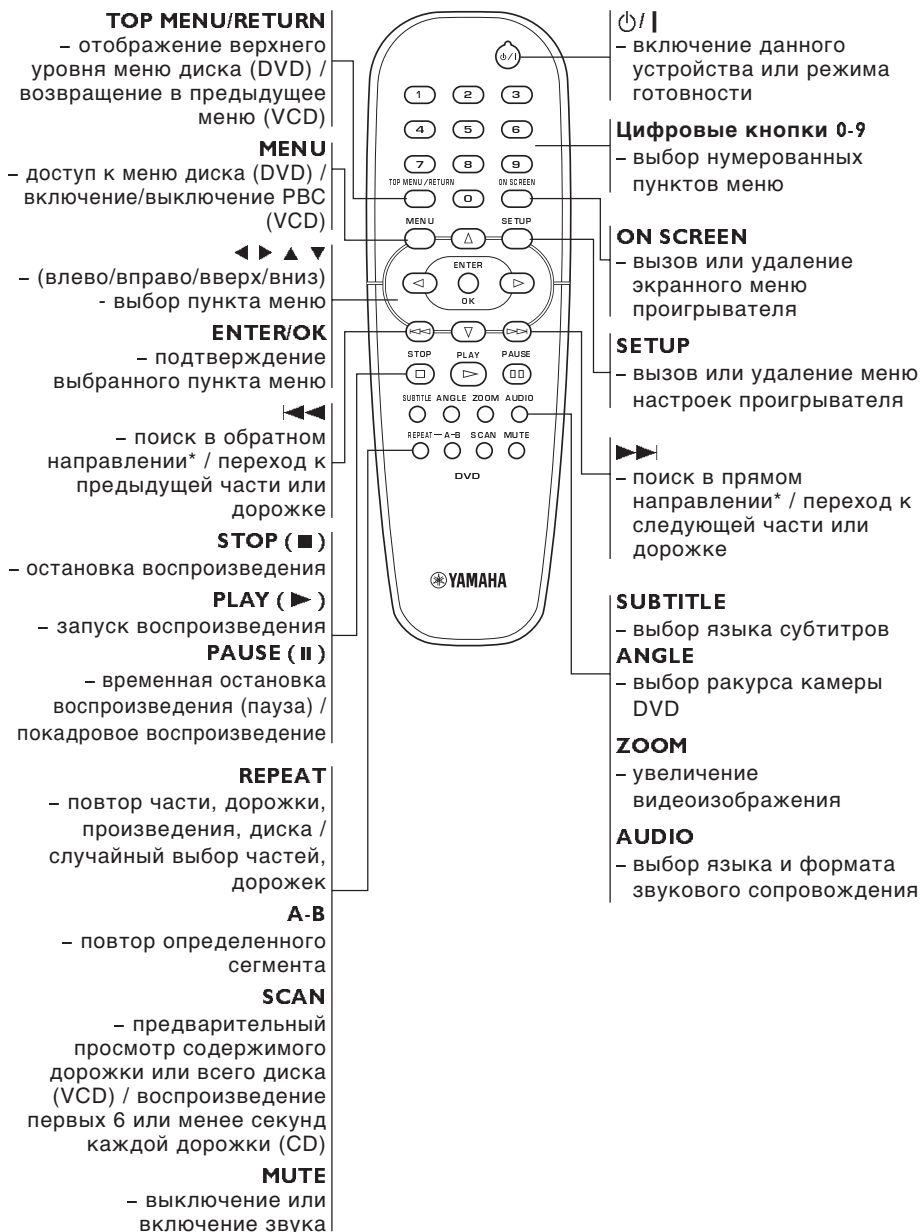 TOP MENU/RETURN
– отображение верхнего
уровня меню диска (DVD) /
возвращение в предыдущее
меню (VCD)
MENU
– доступ к меню диска (DVD) /
включение/выключение PBC
(VCD)
◀ ▶ ▲ ▼
– (влево/вправо/вверх/вниз)
- выбор пункта меню
ENTER/OK
– подтверждение
выбранного пункта меню
– поиск в обратном
направлении* / переход к
предыдущей части или
дорожке
STOP ( ■ )
– остановка воспроизведения
PLAY ( ▶ )
– запуск воспроизведения
PAUSE ( II )
– временная остановка
воспроизведения (пауза) /
покадровое воспроизведение
REPEAT
– повтор части, дорожки,
произведения, диска /
случайный выбор частей,
дорожек
A-B
– повтор определенного
сегмента
SCAN
– предварительный
просмотр содержимого
дорожки или всего диска
(VCD) / воспроизведение
первых 6 или менее секунд
каждой дорожки (CD)
MUTE
– выключение или
включение звука
⏻/I
1 2 3
4 5 6
7 8 9
TOP MENU/RETURN 0 ON SCREEN
MENU SETUP
ENTER
OK
STOP PLAY PAUSE
SUBTITLE ANGLE ZOOM AUDIO
REPEAT — A-B SCAN MUTE
DVD
YAMAHA
⏻/I
– включение данного
устройства или режима
готовности
Цифровые кнопки 0-9
– выбор нумерованных
пунктов меню
ON SCREEN
– вызов или удаление
экранного меню
проигрывателя
SETUP
– вызов или удаление меню
настроек проигрывателя
– поиск в прямом
направлении* / переход к
следующей части или
дорожке
SUBTITLE
– выбор языка субтитров
ANGLE
– выбор ракурса камеры
DVD
ZOOM
– увеличение
видеоизображения
AUDIO
– выбор языка и формата
звукового сопровождения